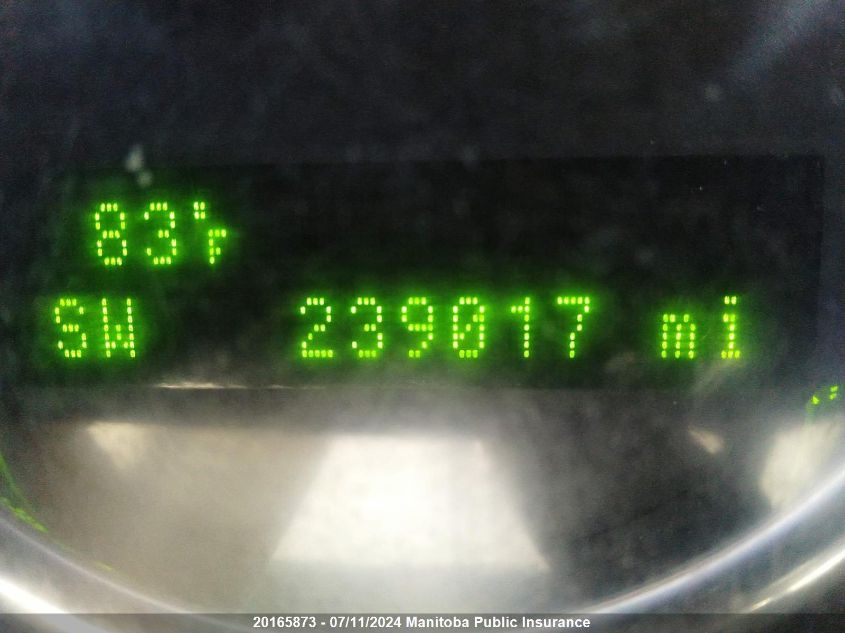 83°F
SW 239017 mi
20165873 - 07/11/2024 Manitoba Public Insurance